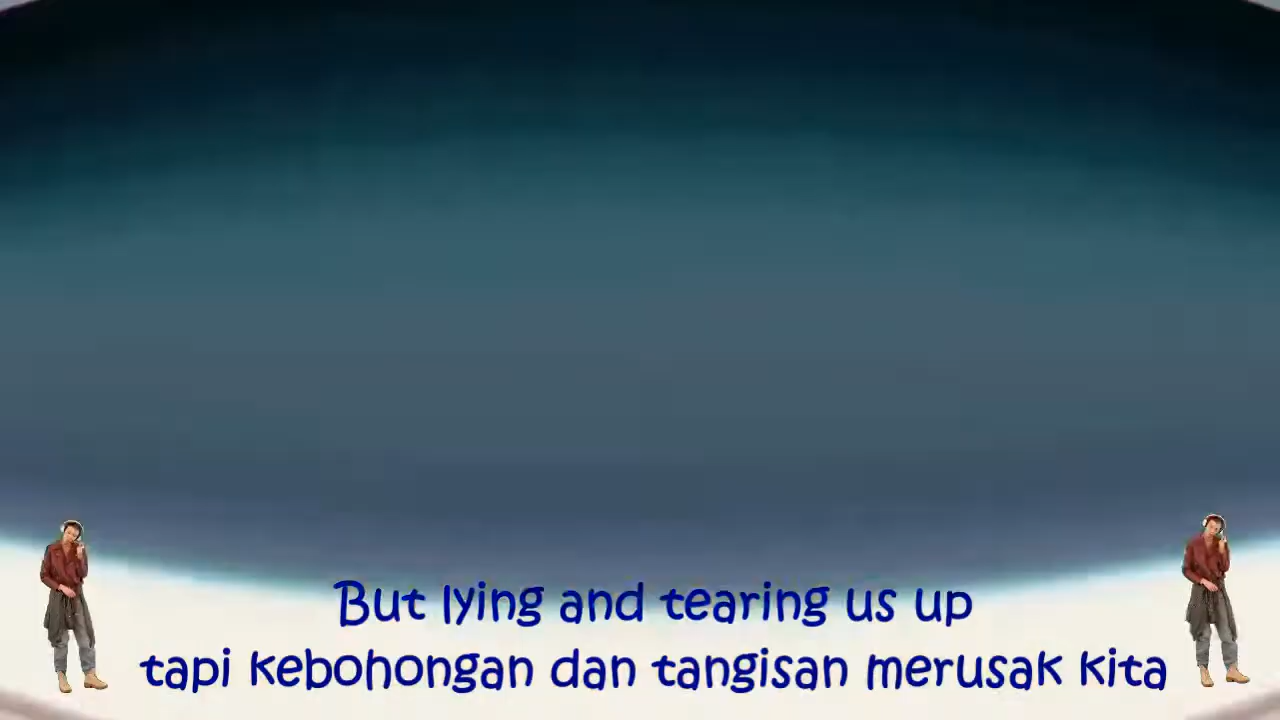 But lying and tearing us up
tapi kebohongan dan tangisan merusak kita